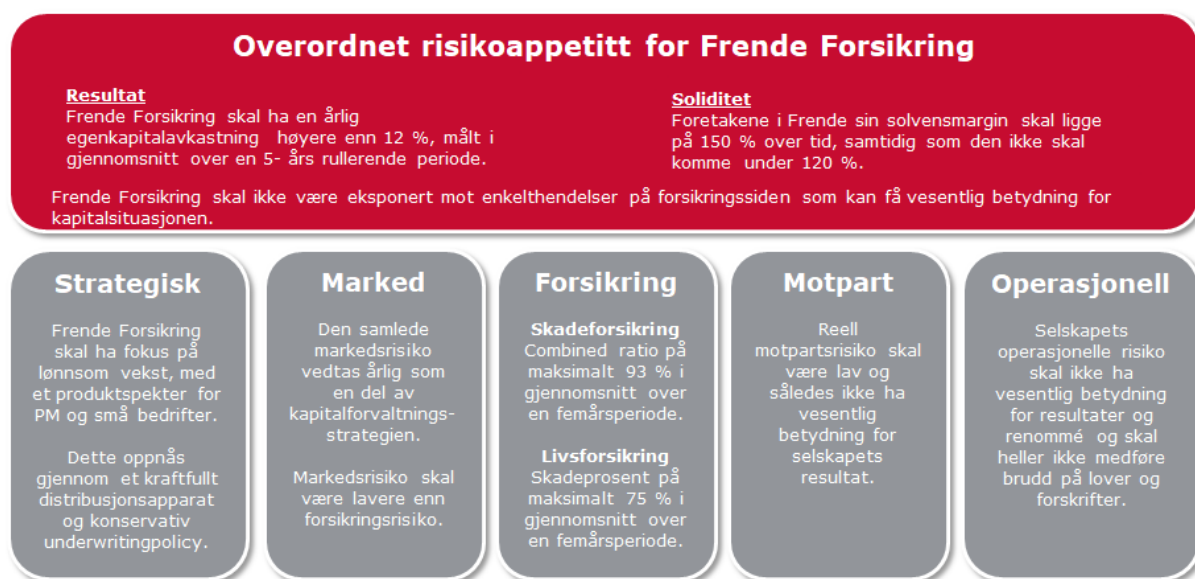 Overordnet risikoappetitt for Frende Forsikring
Resultat
Frende Forsikring skal ha en årlig
egenkapitalavkastning høyere enn 12 %, målt i
gjennomsnitt over en 5- års rullerende periode.
Soliditet
Foretakene i Frende sin solvensmargin skal ligge
på 150 % over tid, samtidig som den ikke skal
komme under 120 %.
Frende Forsikring skal ikke være eksponert mot enkelthendelser på forsikringssiden som kan få vesentlig betydning for
kapitalsituasjonen.
Strategisk
Frende Forsikring
skal ha fokus på
lønnsom vekst, med
et produktspekter for
PM og små bedrifter.
Dette oppnås
gjennom et kraftfullt
distribusjonsapparat
og konservativ
underwritingpolicy.
Marked
Den samlede
markedsrisiko
vedtas årlig som
en del av
kapitalforvaltnings-
strategien.
Markedsrisiko skal
være lavere enn
forsikringsrisiko.
Forsikring
Skadeforsikring
Combined ratio på
maksimalt 93 % i
gjennomsnitt over
en femårsperiode.
Livsforsikring
Skadeprosent på
maksimalt 75 % i
gjennomsnitt over
en femårsperiode.
Motpart
Reell
motpartsrisiko skal
være lav og
således ikke ha
vesentlig
betydning for
selskapets
resultat.
Operasjonell
Selskapets
operasjonelle risiko
skal ikke ha
vesentlig betydning
for resultater og
renommé og skal
heller ikke medføre
brudd på lover og
forskrifter.